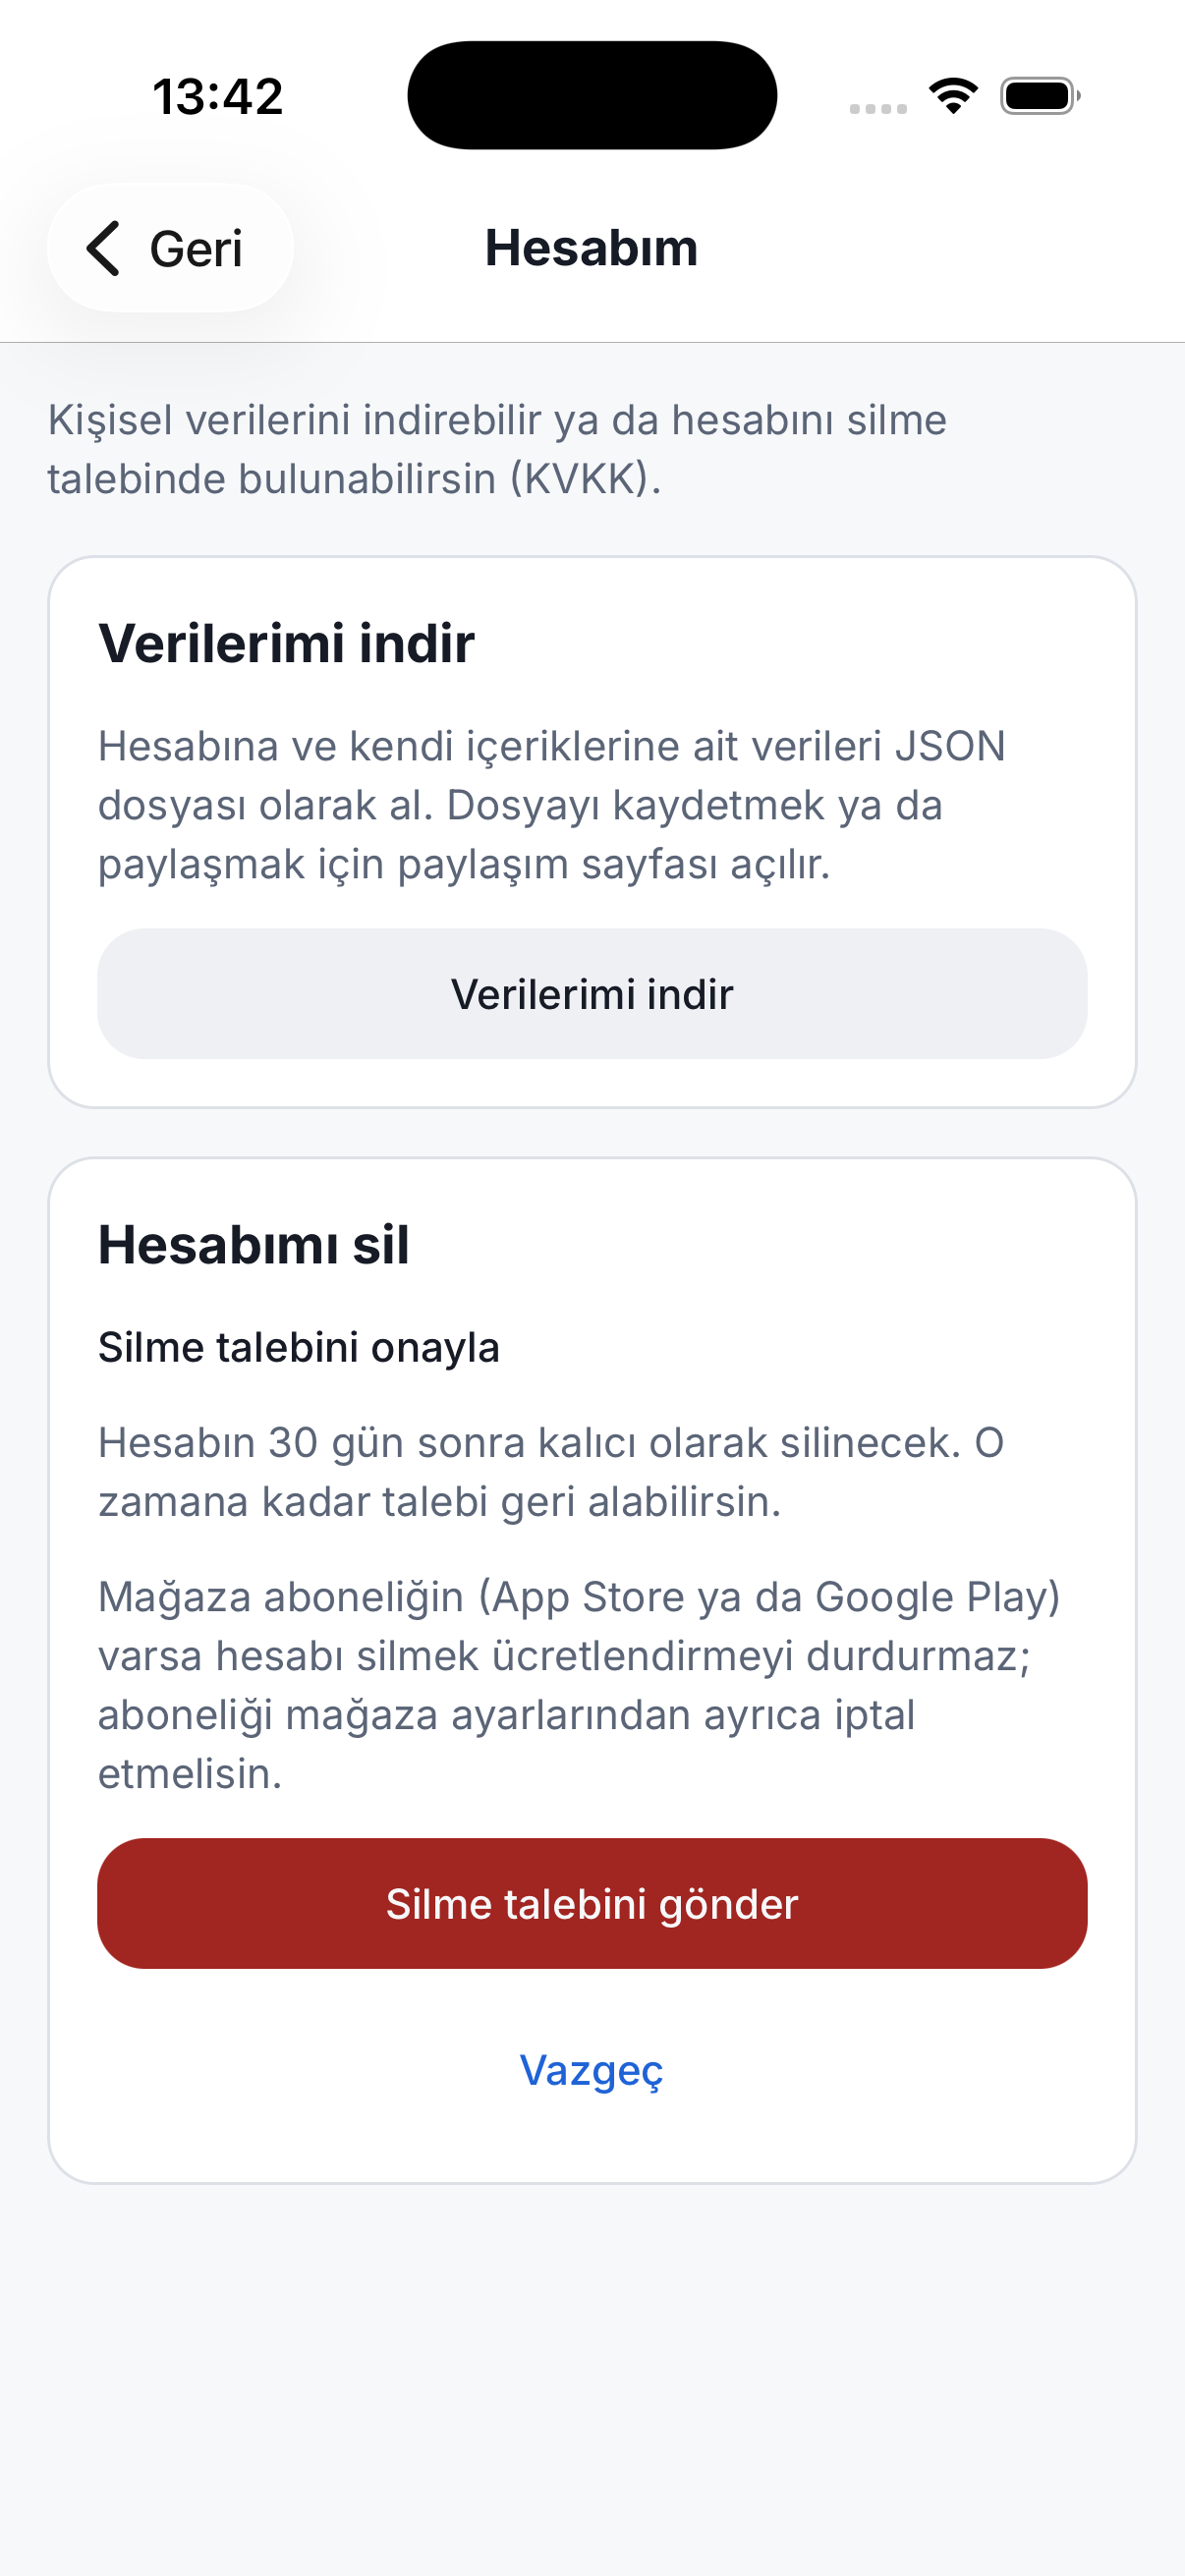 13:42
Geri
Hesabım
Kişisel verilerini indirebilir ya da hesabını silme
talebinde bulunabilirsin (KVKK).
Verilerimi indir
Hesabına ve kendi içeriklerine ait verileri JSON
dosyası olarak al. Dosyayı kaydetmek ya da
paylaşmak için paylaşım sayfası açılır.
Verilerimi indir
Hesabımı sil
Silme talebini onayla
Hesabın 30 gün sonra kalıcı olarak silinecek. O
zamana kadar talebi geri alabilirsin.
Mağaza aboneliğin (App Store ya da Google Play)
varsa hesabı silmek ücretlendirmeyi durdurmaz;
aboneliği mağaza ayarlarından ayrıca iptal
etmelisin.
Silme talebini gönder
Vazgeç